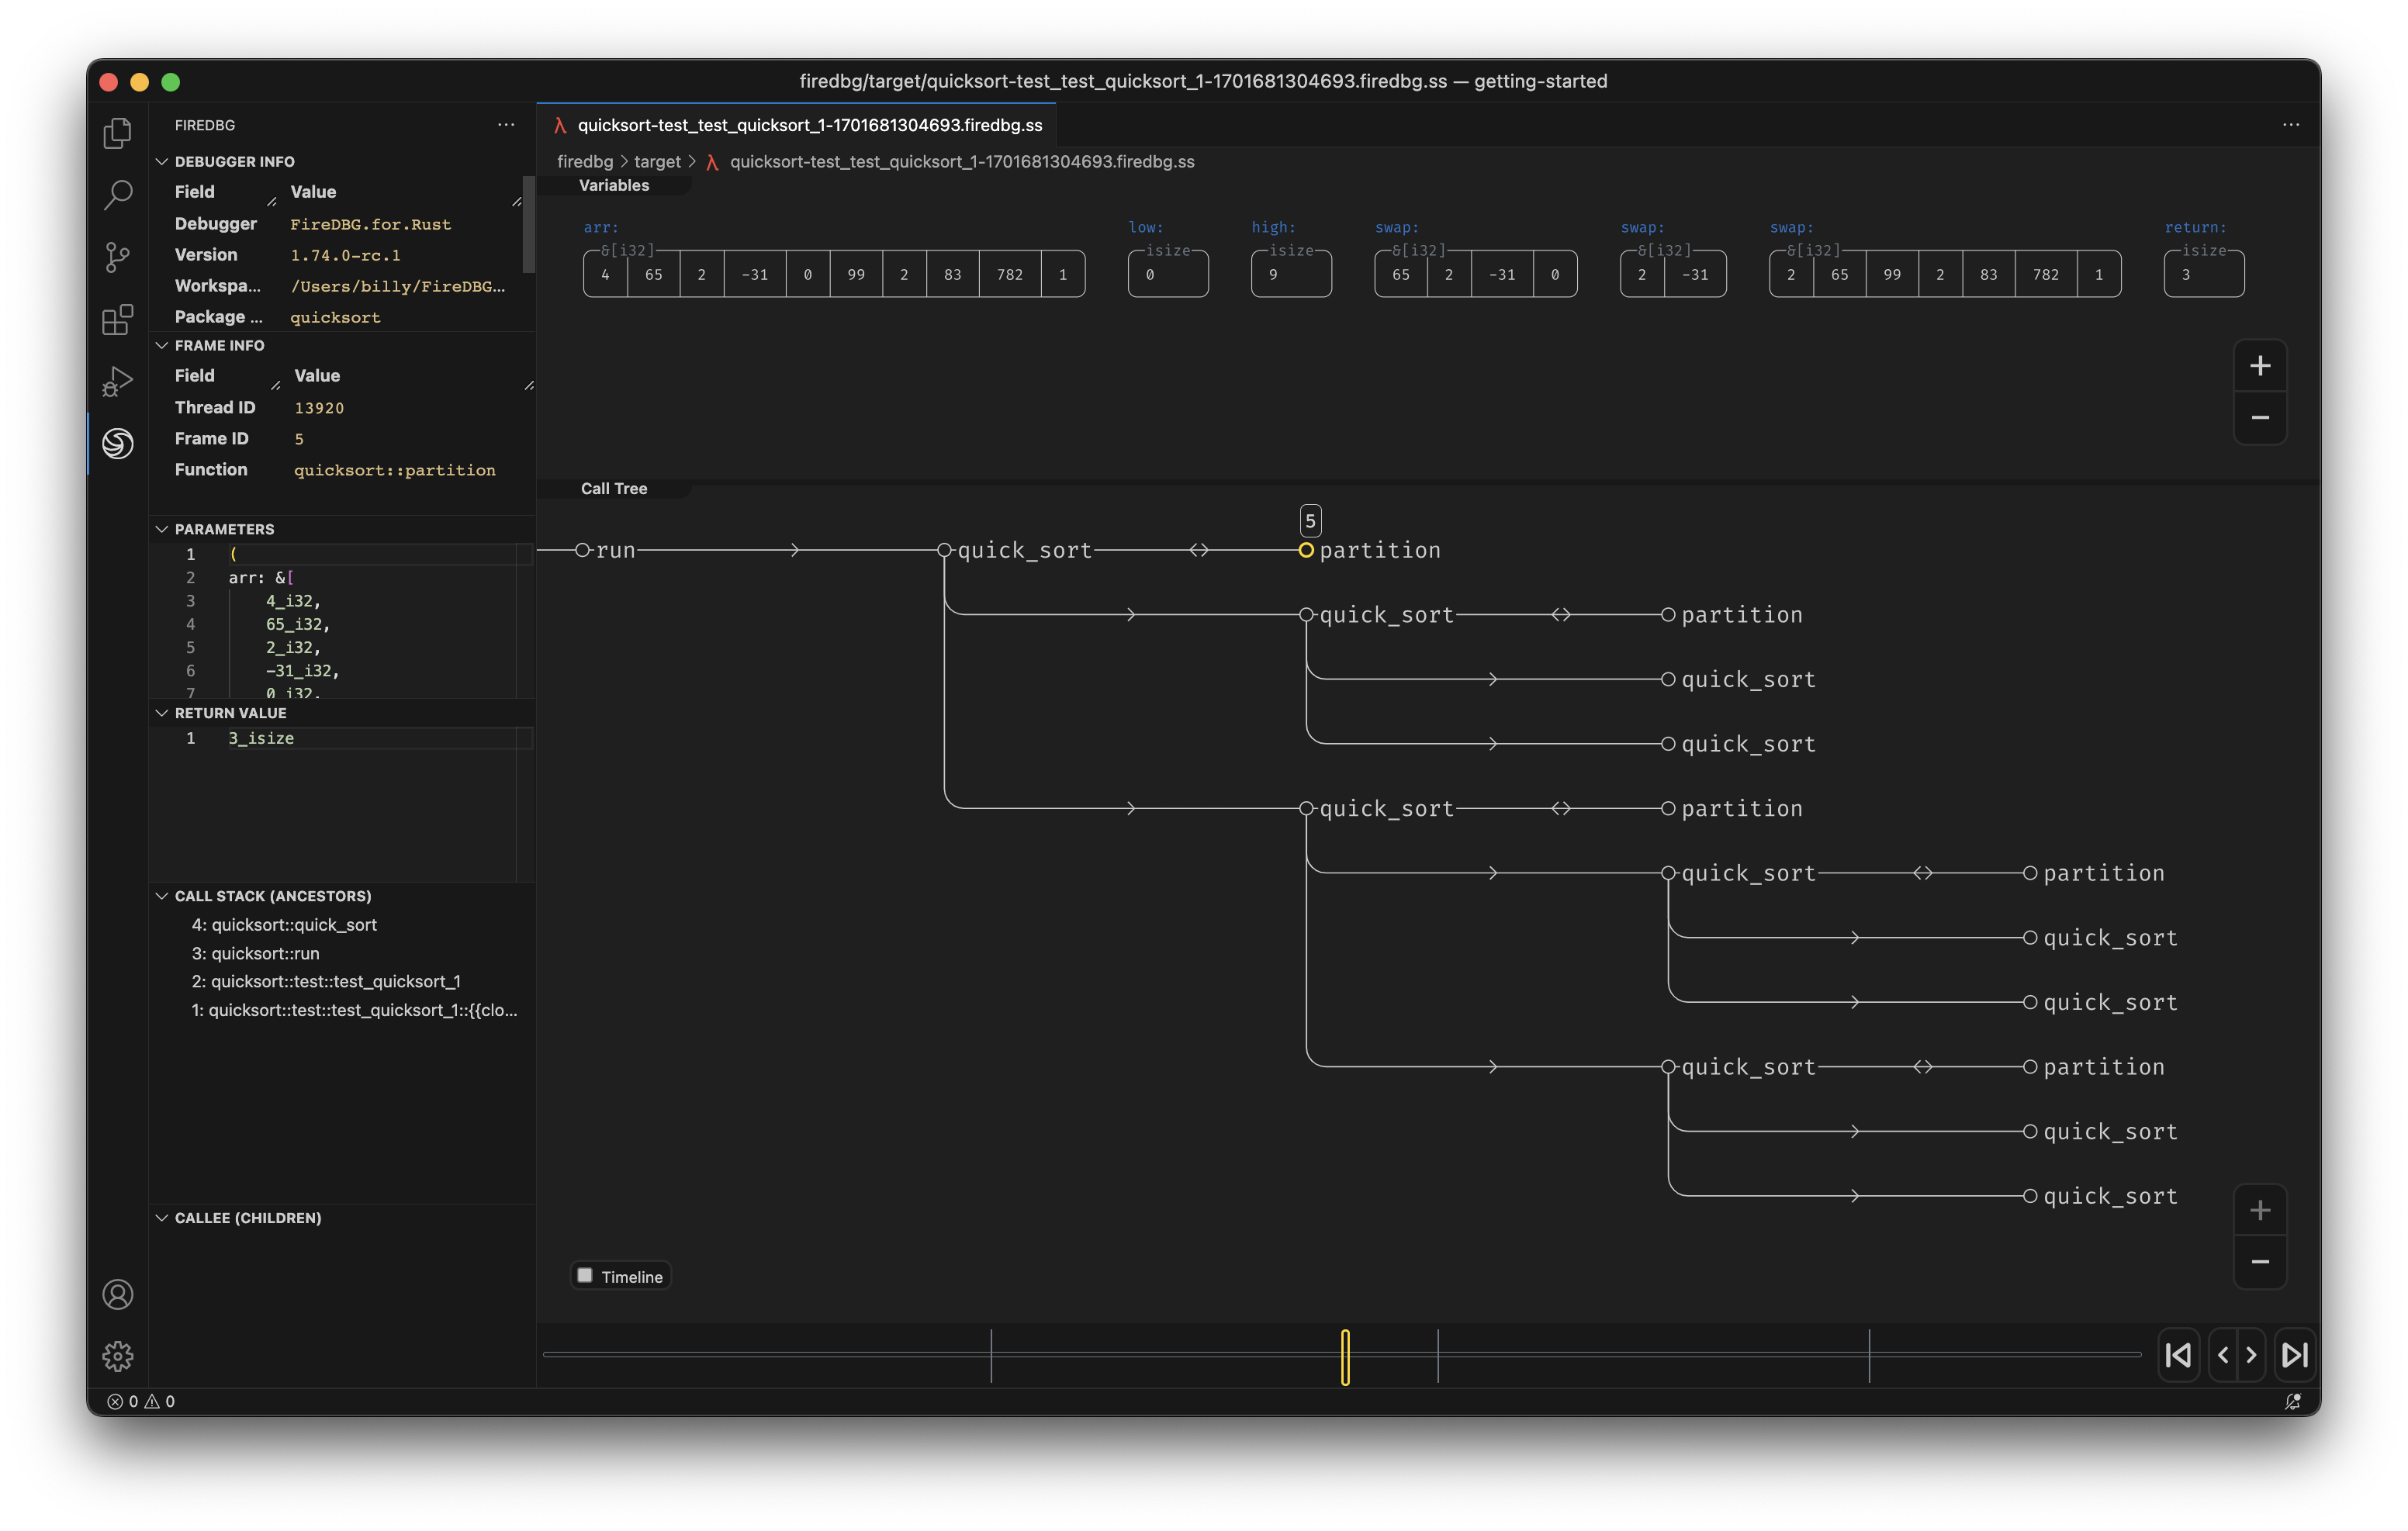 firedbg/target/quicksort-test_test_quicksort_1-1701681304693.firedbg.ss — getting-started
FIREDBG
DEBUGGER INFO
Field Value
Debugger FireDBG.for.Rust
Version 1.74.0-rc.1
Workspa... /Users/billy/FireDBG...
Package ... quicksort
FRAME INFO
Field Value
Thread ID 13920
Frame ID 5
Function quicksort::partition
PARAMETERS
1 (
2 arr: &[
3 4_i32,
4 65_i32,
5 2_i32,
6 -31_i32,
7 0_i32,
RETURN VALUE
1 3_isize
CALL STACK (ANCESTORS)
4: quicksort::quick_sort
3: quicksort::run
2: quicksort::test::test_quicksort_1
1: quicksort::test::test_quicksort_1::{{clo...
CALLEE (CHILDREN)
λ quicksort-test_test_quicksort_1-1701681304693.firedbg.ss
firedbg > target > λ quicksort-test_test_quicksort_1-1701681304693.firedbg.ss
Variables
arr: low: high: swap: swap: swap: return:
&[i32] isize isize &[i32] &[i32] &[i32] isize
4 65 2 -31 0 99 2 83 782 1 0 9 65 2 -31 0 2 -31 2 65 99 2 83 782 1 3
Call Tree
5
run quick_sort partition
quick_sort partition
quick_sort
quick_sort
quick_sort partition
quick_sort partition
quick_sort
quick_sort
quick_sort partition
quick_sort
quick_sort
Timeline
0 0